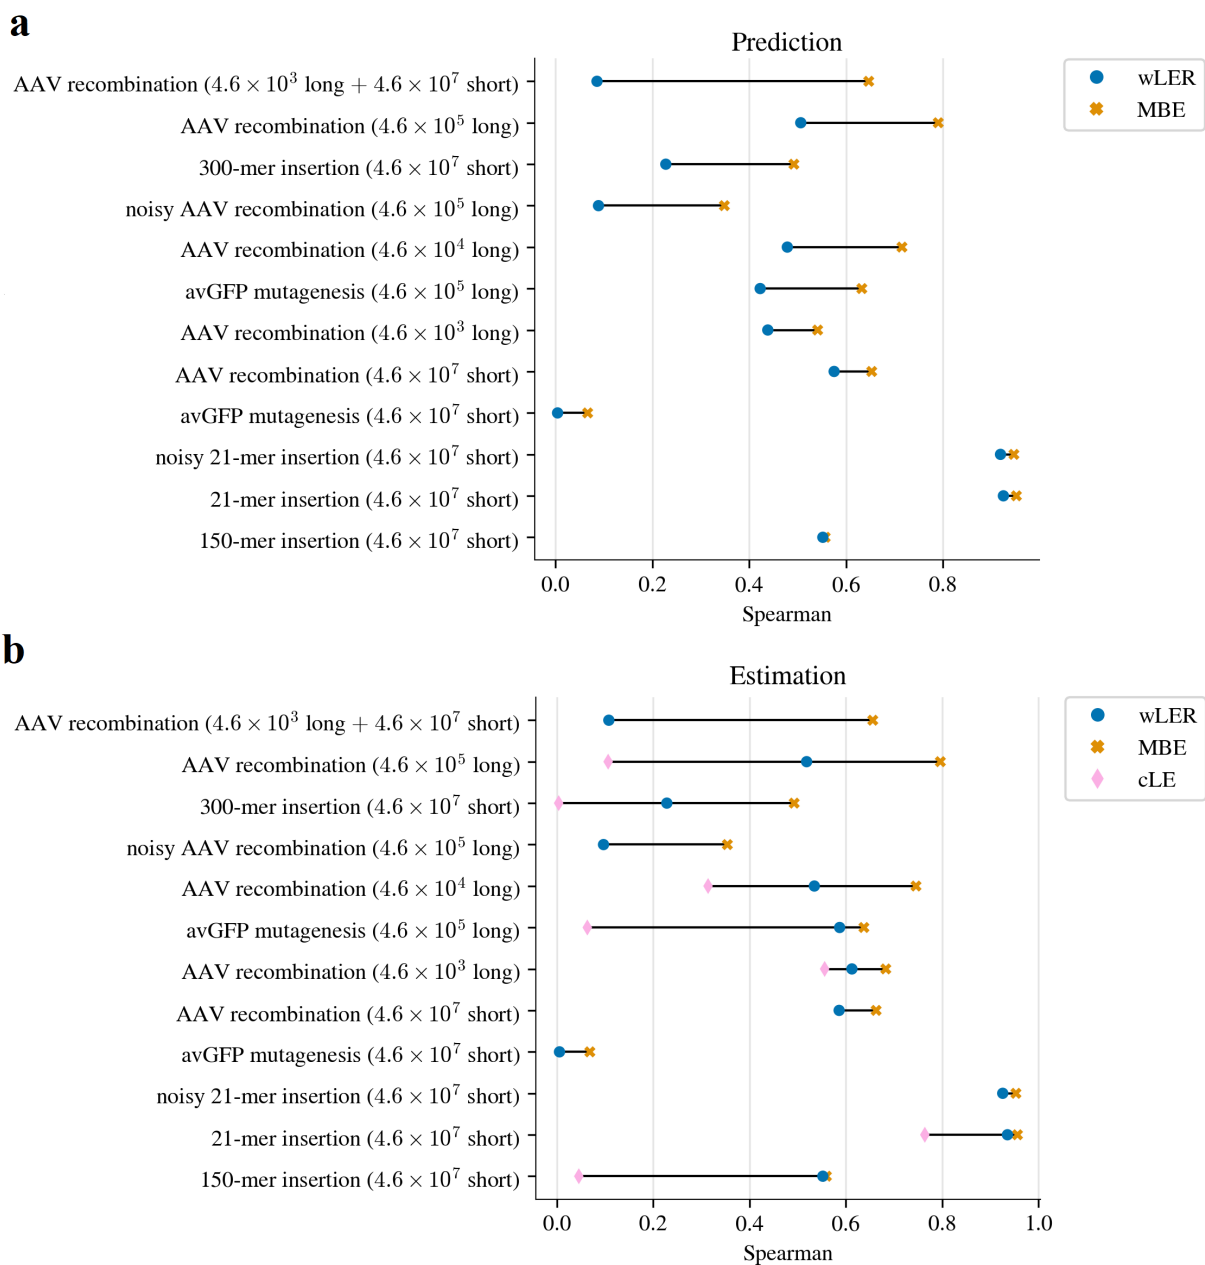 a
Prediction
wLER
MBE
AAV recombination (4.6 × 10³ long + 4.6 × 10⁷ short)
AAV recombination (4.6 × 10⁵ long)
300-mer insertion (4.6 × 10⁷ short)
noisy AAV recombination (4.6 × 10⁵ long)
AAV recombination (4.6 × 10⁴ long)
avGFP mutagenesis (4.6 × 10⁵ long)
AAV recombination (4.6 × 10³ long)
AAV recombination (4.6 × 10⁷ short)
avGFP mutagenesis (4.6 × 10⁷ short)
noisy 21-mer insertion (4.6 × 10⁷ short)
21-mer insertion (4.6 × 10⁷ short)
150-mer insertion (4.6 × 10⁷ short)
0.0 0.2 0.4 0.6 0.8
Spearman
b
Estimation
wLER
MBE
cLE
AAV recombination (4.6 × 10³ long + 4.6 × 10⁷ short)
AAV recombination (4.6 × 10⁵ long)
300-mer insertion (4.6 × 10⁷ short)
noisy AAV recombination (4.6 × 10⁵ long)
AAV recombination (4.6 × 10⁴ long)
avGFP mutagenesis (4.6 × 10⁵ long)
AAV recombination (4.6 × 10³ long)
AAV recombination (4.6 × 10⁷ short)
avGFP mutagenesis (4.6 × 10⁷ short)
noisy 21-mer insertion (4.6 × 10⁷ short)
21-mer insertion (4.6 × 10⁷ short)
150-mer insertion (4.6 × 10⁷ short)
0.0 0.2 0.4 0.6 0.8 1.0
Spearman